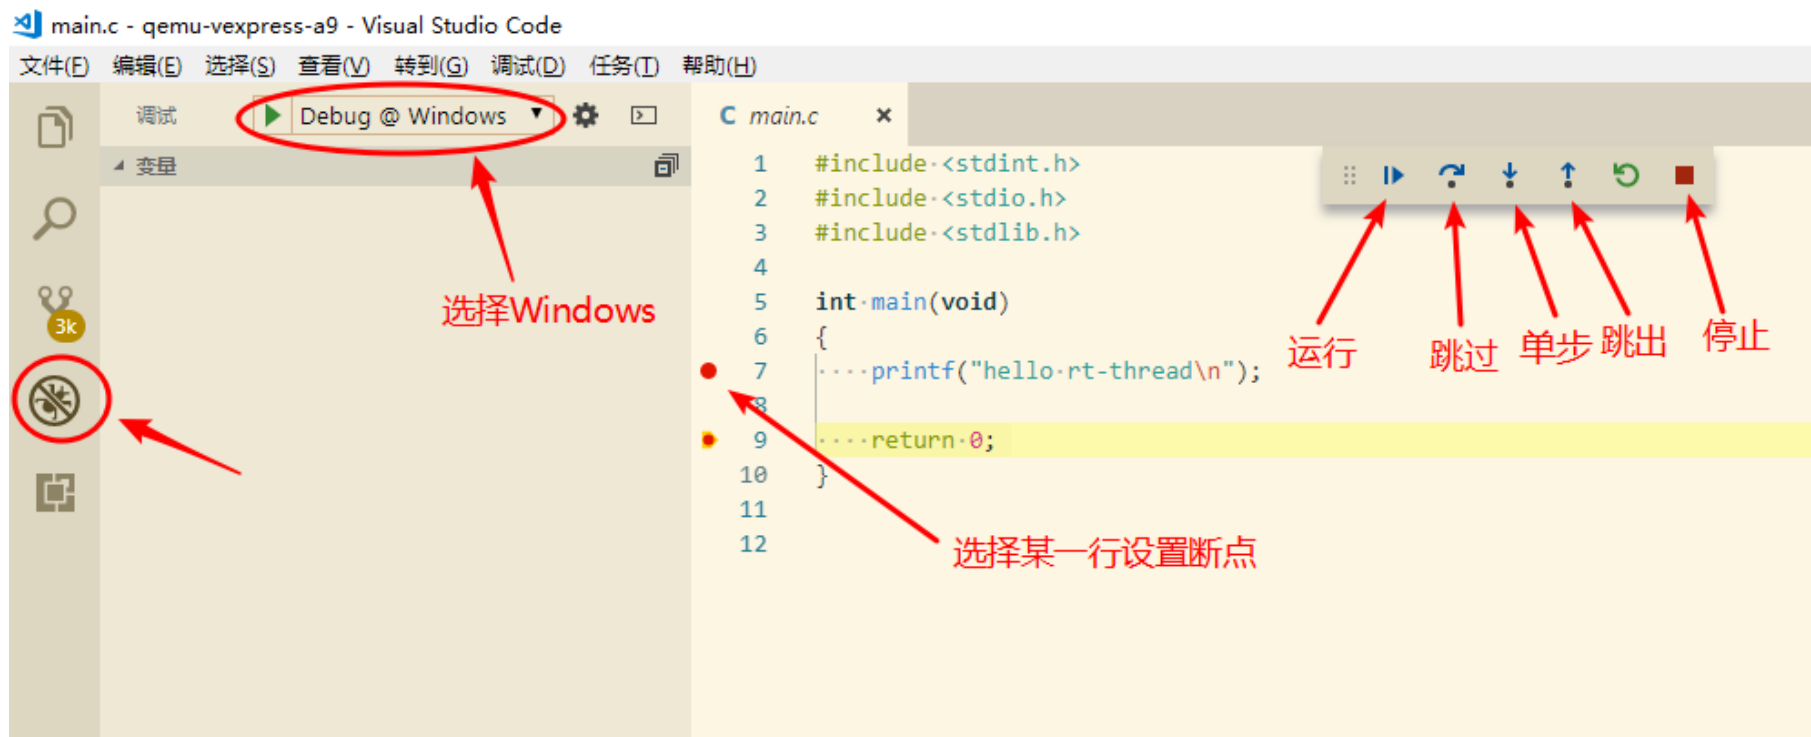 main.c - qemu-vexpress-a9 - Visual Studio Code
文件(F) 编辑(E) 选择(S) 查看(V) 转到(G) 调试(D) 任务(T) 帮助(H)
调试 Debug @ Windows
变量
选择Windows
3k
C main.c
1 #include <stdint.h>
2 #include <stdio.h>
3 #include <stdlib.h>
4
5 int main(void)
6 {
7 printf("hello rt-thread\n");
8
9 return 0;
10 }
11
12
运行 跳过 单步 跳出 停止
选择某一行设置断点